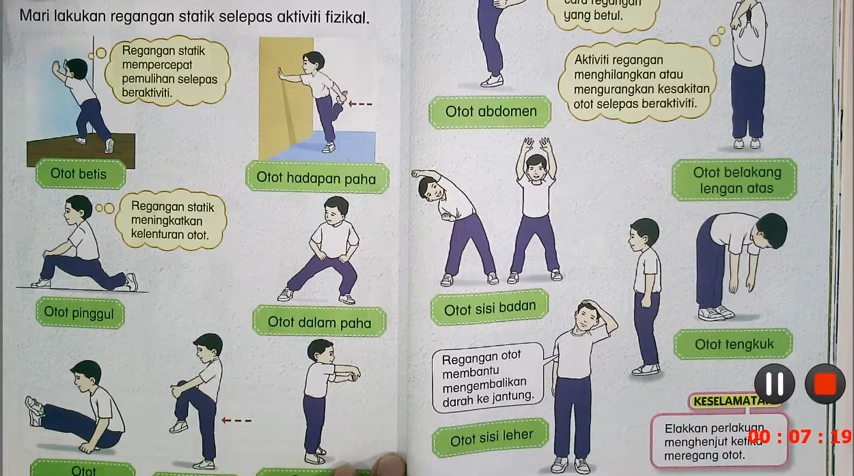 Mari lakukan regangan statik selepas aktiviti fizikal.
Regangan statik
mempercepat
pemulihan selepas
beraktiviti.
Otot betis
Otot hadapan paha
Regangan statik
meningkatkan
kelenturan otot.
Otot pinggul
Otot dalam paha
Otot
cara regangan
yang betul.
Otot abdomen
Aktiviti regangan
menghilangkan atau
mengurangkan kesakitan
otot selepas beraktiviti.
Otot belakang
lengan atas
Otot sisi badan
Otot tengkuk
Regangan otot
membantu
mengembalikan
darah ke jantung.
Otot sisi leher
KESELAMATA
Elakkan perlakuan
menghenjut ketika
meregang otot.
00 : 07 : 19